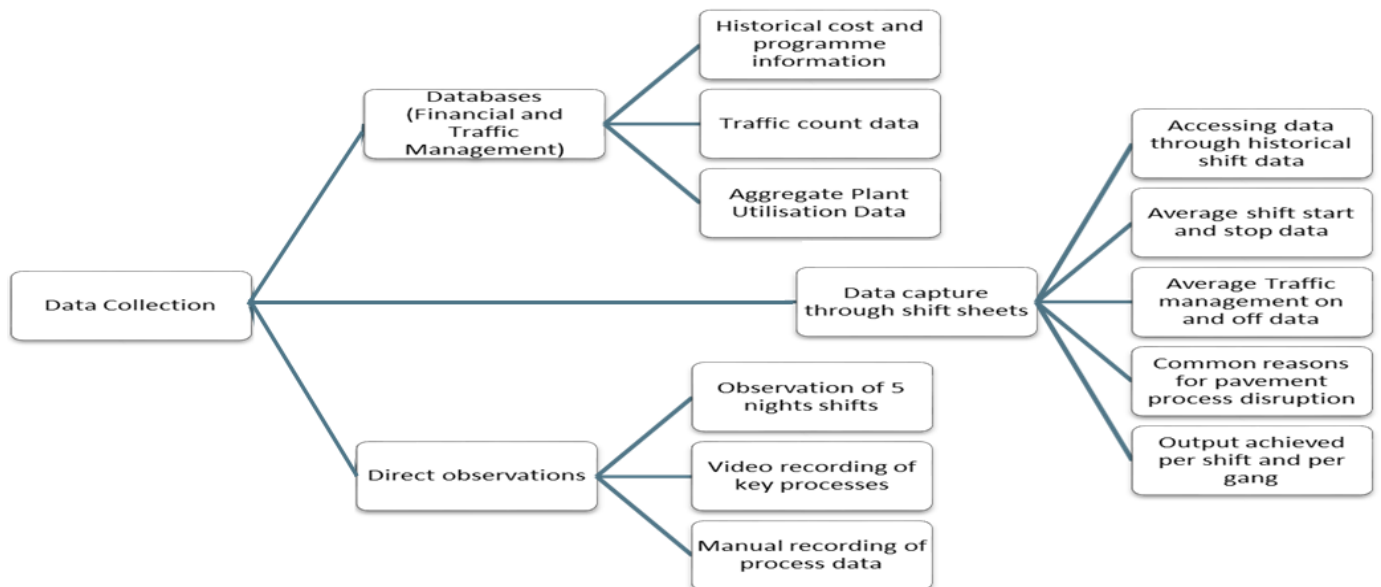 Data Collection
Databases
(Financial and
Traffic
Management)
Historical cost and
programme
information
Traffic count data
Aggregate Plant
Utilisation Data
Data capture
through shift sheets
Accessing data
through historical
shift data
Average shift start
and stop data
Average Traffic
management on
and off data
Common reasons
for pavement
process disruption
Output achieved
per shift and per
gang
Direct observations
Observation of 5
nights shifts
Video recording of
key processes
Manual recording of
process data